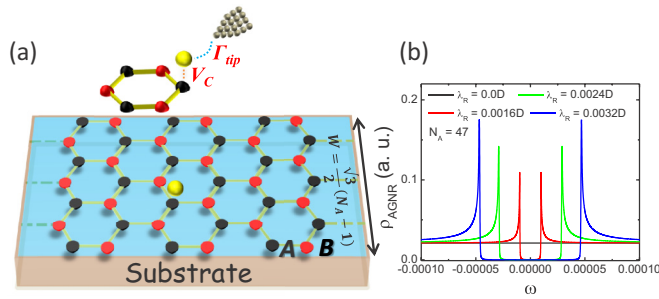 (a)
Γtip
VC
W = √3/2 (NA−1)
A B
Substrate
(b)
λR = 0.0D λR = 0.0024D
λR = 0.0016D λR = 0.0032D
NA = 47
ρAGNR (a. u.)
0.2
0.1
0.0
-0.00010 -0.00005 0.00000 0.00005 0.00010
ω